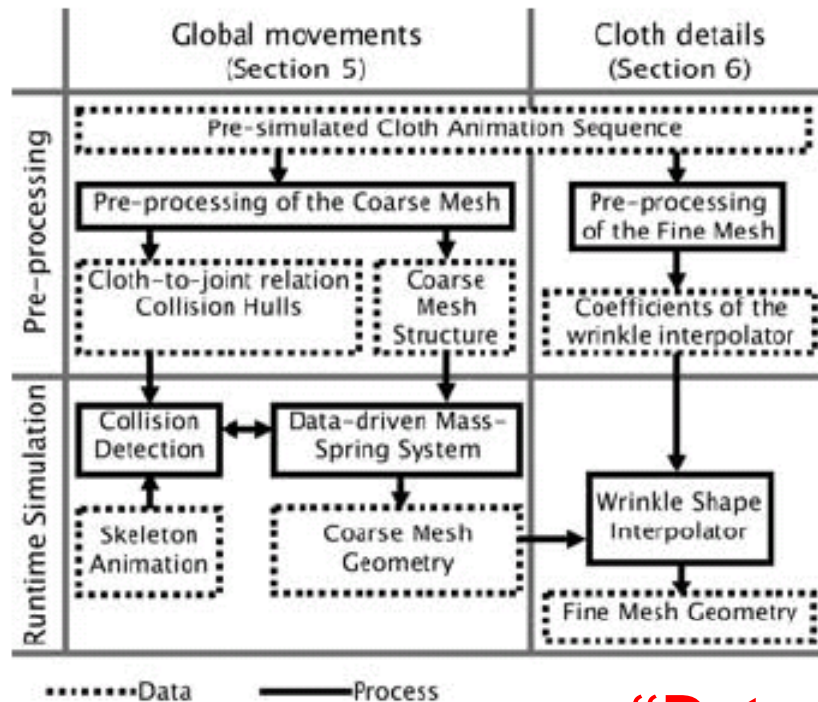 Global movements
(Section 5)
Cloth details
(Section 6)
Pre-processing
Pre-simulated Cloth Animation Sequence
Pre-processing of the Coarse Mesh
Pre-processing
of the Fine Mesh
Cloth-to-joint relation
Collision Hulls
Coarse
Mesh
Structure
Coefficients of the
wrinkle interpolator
Runtime Simulation
Collision
Detection
Data-driven Mass-
Spring System
Skeleton
Animation
Coarse Mesh
Geometry
Wrinkle Shape
Interpolator
Fine Mesh Geometry
Data
Process